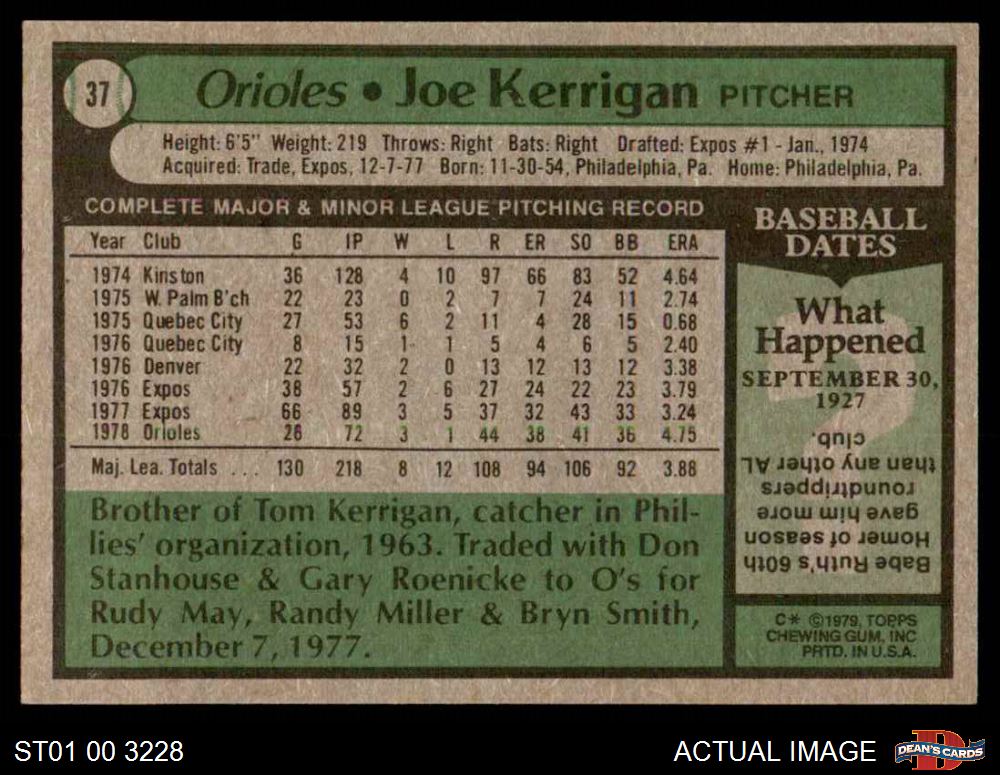 37
Orioles • Joe Kerrigan PITCHER
Height: 6'5" Weight: 219 Throws: Right Bats: Right Drafted: Expos #1 - Jan., 1974
Acquired: Trade, Expos, 12-7-77 Born: 11-30-54, Philadelphia, Pa. Home: Philadelphia, Pa.
COMPLETE MAJOR & MINOR LEAGUE PITCHING RECORD
Year Club G IP W L R ER SO BB ERA
1974 Kinston 36 128 4 10 97 66 83 52 4.64
1975 W. Palm B'ch 22 23 0 2 7 7 24 11 2.74
1975 Quebec City 27 53 6 2 11 4 28 15 0.68
1976 Quebec City 8 15 1 1 5 4 6 5 2.40
1976 Denver 22 32 2 0 13 12 13 12 3.38
1976 Expos 38 57 2 6 27 24 22 23 3.79
1977 Expos 66 89 3 5 37 32 43 33 3.24
1978 Orioles 26 72 3 1 44 38 41 36 4.75
Maj. Lea. Totals ... 130 218 8 12 108 94 106 92 3.88
Brother of Tom Kerrigan, catcher in Phil-
lies' organization, 1963. Traded with Don
Stanhouse & Gary Roenicke to O's for
Rudy May, Randy Miller & Bryn Smith,
December 7, 1977.
BASEBALL
DATES
What
Happened
SEPTEMBER 30,
1927
Babe Ruth's 60th
Homer of season
gave him more
roundtrippers
than any other AL
club.
C* ©1979, TOPPS
CHEWING GUM, INC
PRTD. IN U.S.A.
ST01 00 3228
ACTUAL IMAGE
DEAN'S CARDS